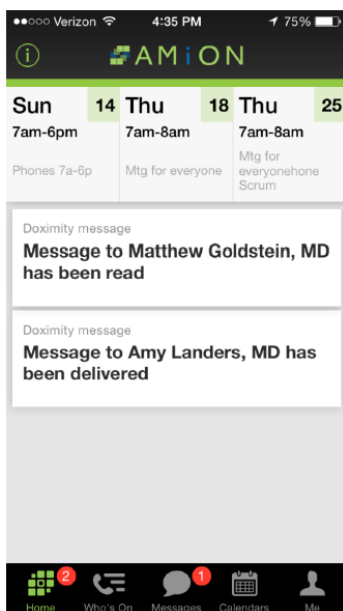 Verizon 4:35 PM 75%
AMiON
Sun 14 Thu 18 Thu 25
7am-6pm 7am-8am 7am-8am
Phones 7a-6p Mtg for everyone Mtg for
everyonehone
Scrum
Doximity message
Message to Matthew Goldstein, MD
has been read
Doximity message
Message to Amy Landers, MD has
been delivered
2 1
Home Who's On Messages Calendars Me